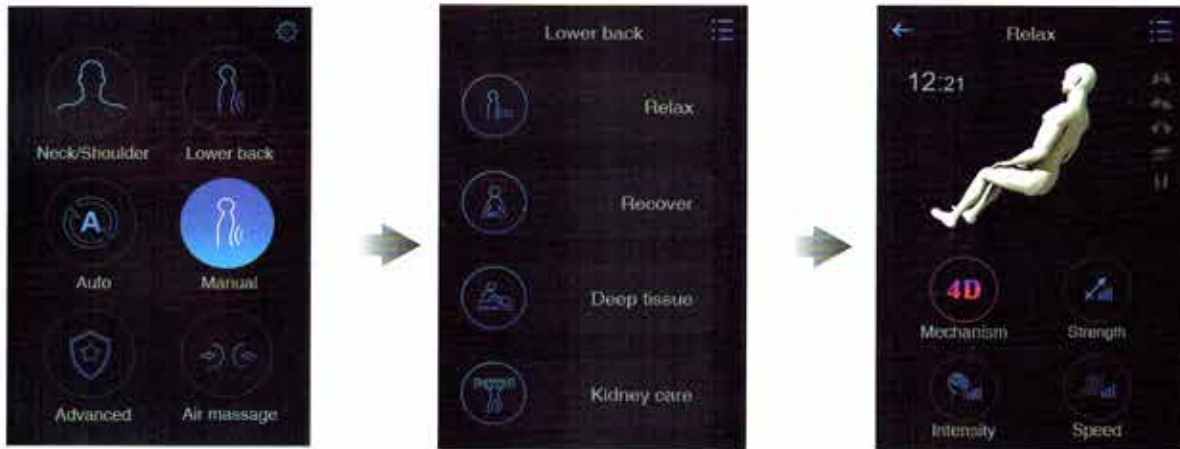 Neck/Shoulder
Lower back
A
Auto
Manual
Advanced
Air massage
Lower back
Relax
Recover
Deep tissue
Kidney care
Relax
12:21
4D
Mechanism
Strength
Intensity
Speed